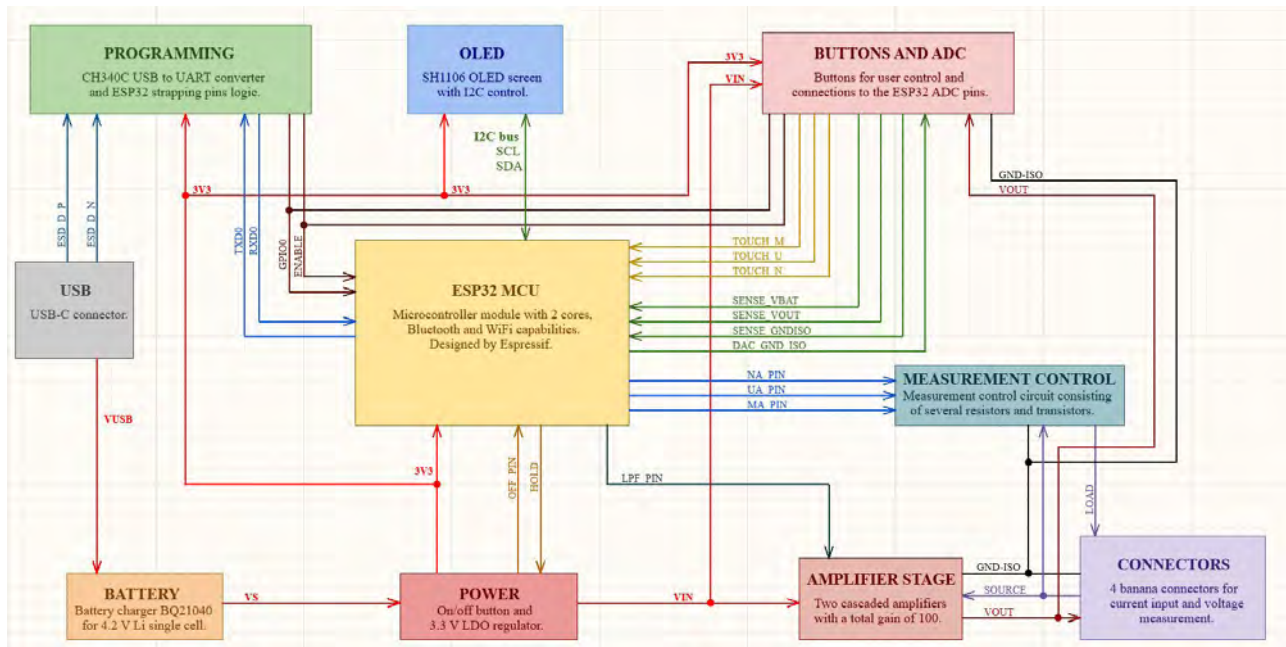 PROGRAMMING
CH340C USB to UART converter
and ESP32 strapping pins logic.
OLED
SH1106 OLED screen
with I2C control.
BUTTONS AND ADC
Buttons for user control and
connections to the ESP32 ADC pins.
3V3
VIN
I2C bus
SCL
SDA
GND-ISO
VOUT
3V3
3V3
ESD_D_P
ESD_D_N
TXD0
RXD0
GPIO0
ENABLE
TOUCH_M
TOUCH_U
TOUCH_N
USB
USB-C connector.
ESP32 MCU
Microcontroller module with 2 cores,
Bluetooth and WiFi capabilities.
Designed by Espressif.
SENSE_VBAT
SENSE_VOUT
SENSE_GNDISO
DAC_GND_ISO
NA_PIN
UA_PIN
MA_PIN
MEASUREMENT CONTROL
Measurement control circuit consisting
of several resistors and transistors.
VUSB
3V3
OFF_PIN
HOLD
LPF_PIN
LOAD
BATTERY
Battery charger BQ21040
for 4.2 V Li single cell.
VS
POWER
On/off button and
3.3 V LDO regulator.
VIN
AMPLIFIER STAGE
Two cascaded amplifiers
with a total gain of 100.
GND-ISO
SOURCE
VOUT
CONNECTORS
4 banana connectors for
current input and voltage
measurement.